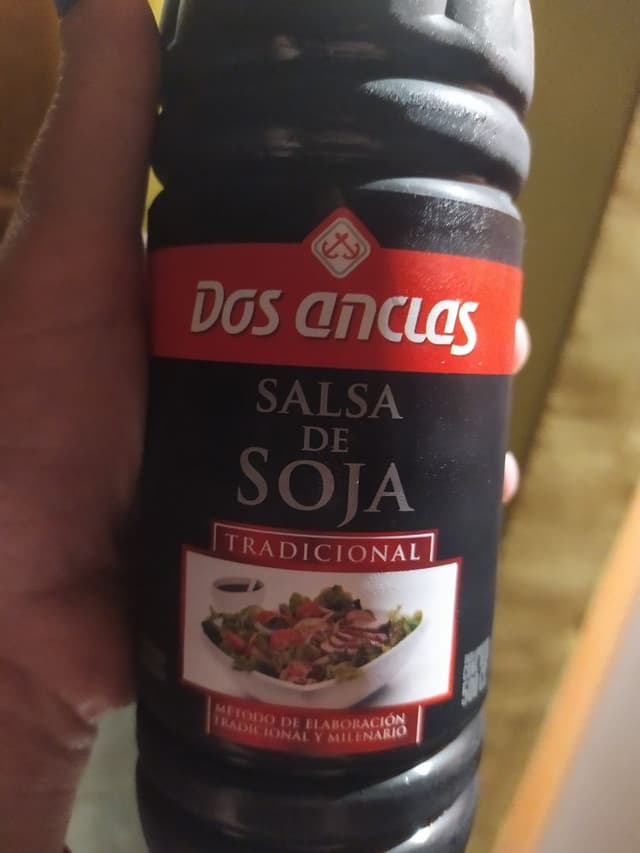 Dos anclas
SALSA
DE
SOJA
TRADICIONAL
MÉTODO DE ELABORACIÓN
TRADICIONAL Y MILENARIO